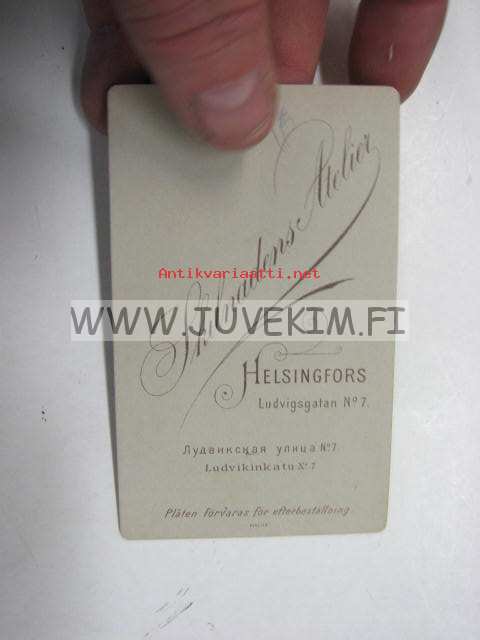 Atelier
Antikvariaatti.net
WWW.JUVEKIM.FI
HELSINGFORS
Ludvigsgatan No 7.
Лудвикская улица No 7.
Ludvikinkatu No 7
Plåten förvaras för efterbeställning.